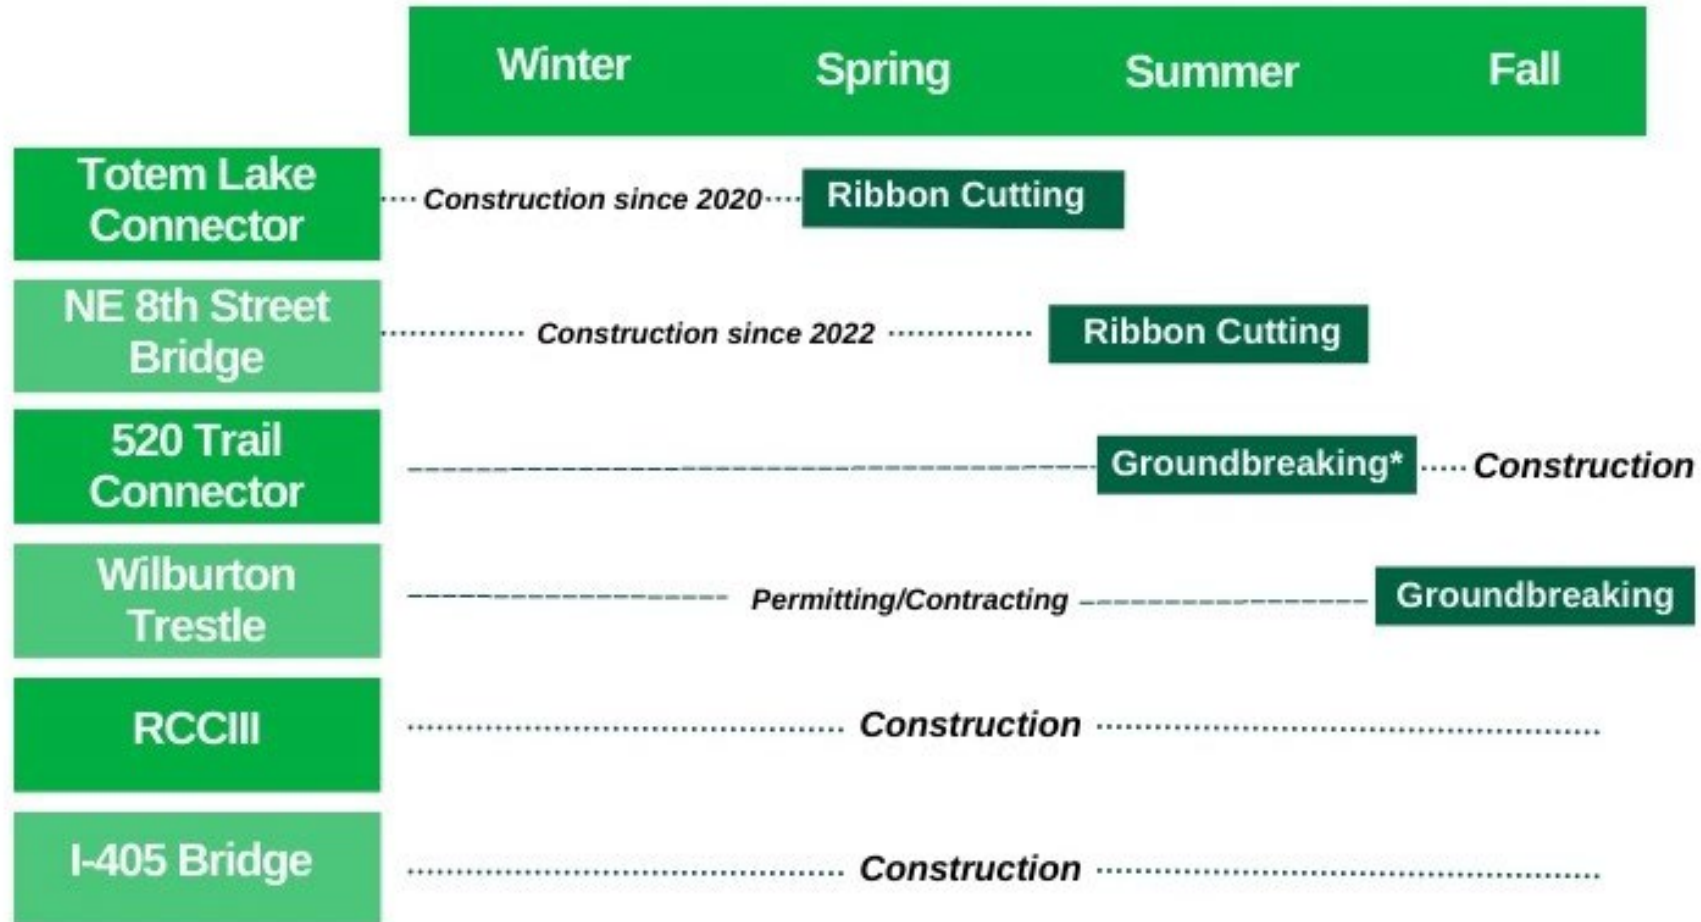 Winter Spring Summer Fall
Totem Lake
Connector
Construction since 2020 Ribbon Cutting
NE 8th Street
Bridge
Construction since 2022 Ribbon Cutting
520 Trail
Connector
Groundbreaking* Construction
Wilburton
Trestle
Permitting/Contracting Groundbreaking
RCCIII
Construction
I-405 Bridge
Construction